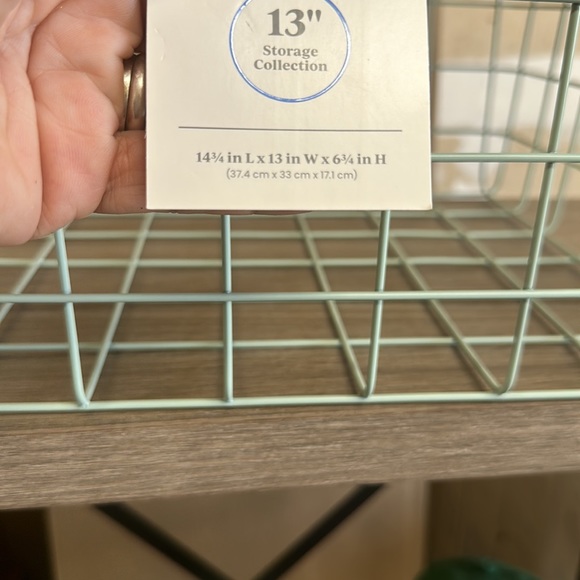 13"
Storage
Collection
14¾ in L x 13 in W x 6¾ in H
(37.4 cm x 33 cm x 17.1 cm)